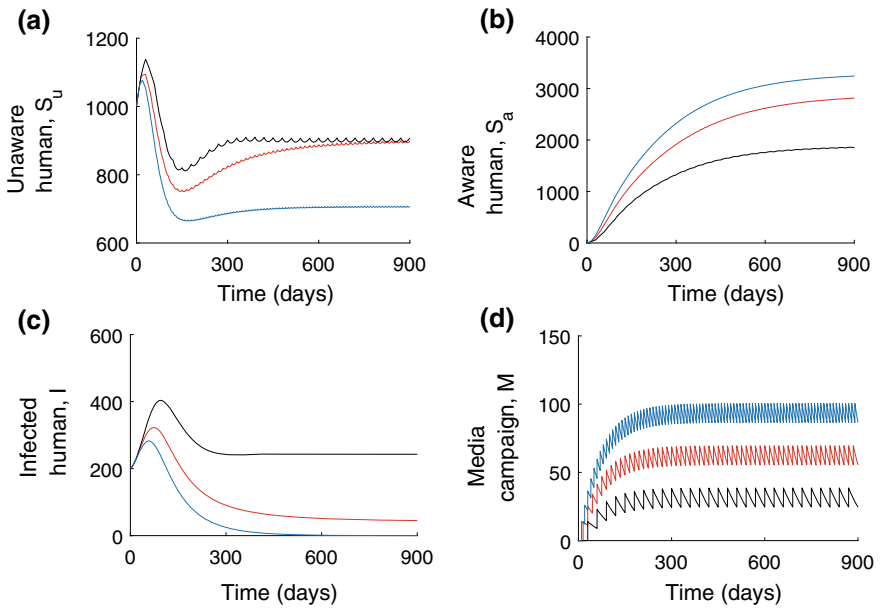 (a)
1200
1000
800
600
0
300
600
900
Time (days)
Unaware
human, S_u
(b)
4000
3000
2000
1000
0
0
300
600
900
Time (days)
Aware
human, S_a
(c)
600
400
200
0
0
300
600
900
Time (days)
Infected
human, I
(d)
150
100
50
0
0
300
600
900
Time (days)
Media
campaign, M